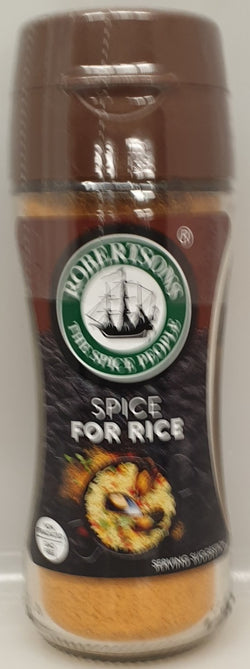 ®
ROBERTSONS
THE SPICE PEOPLE
SPICE
FOR RICE
SERVING SUGGESTION